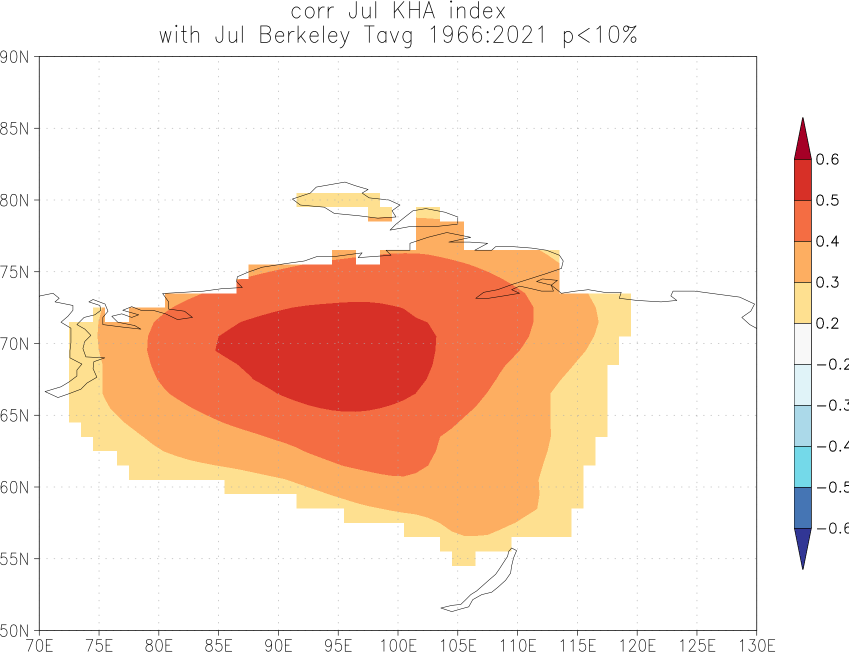 corr Jul KHA index
with Jul Berkeley Tavg 1966:2021 p<10%
90N
85N
80N
75N
70N
65N
60N
55N
50N
70E 75E 80E 85E 90E 95E 100E 105E 110E 115E 120E 125E 130E
0.6
0.5
0.4
0.3
0.2
-0.2
-0.3
-0.4
-0.5
-0.6